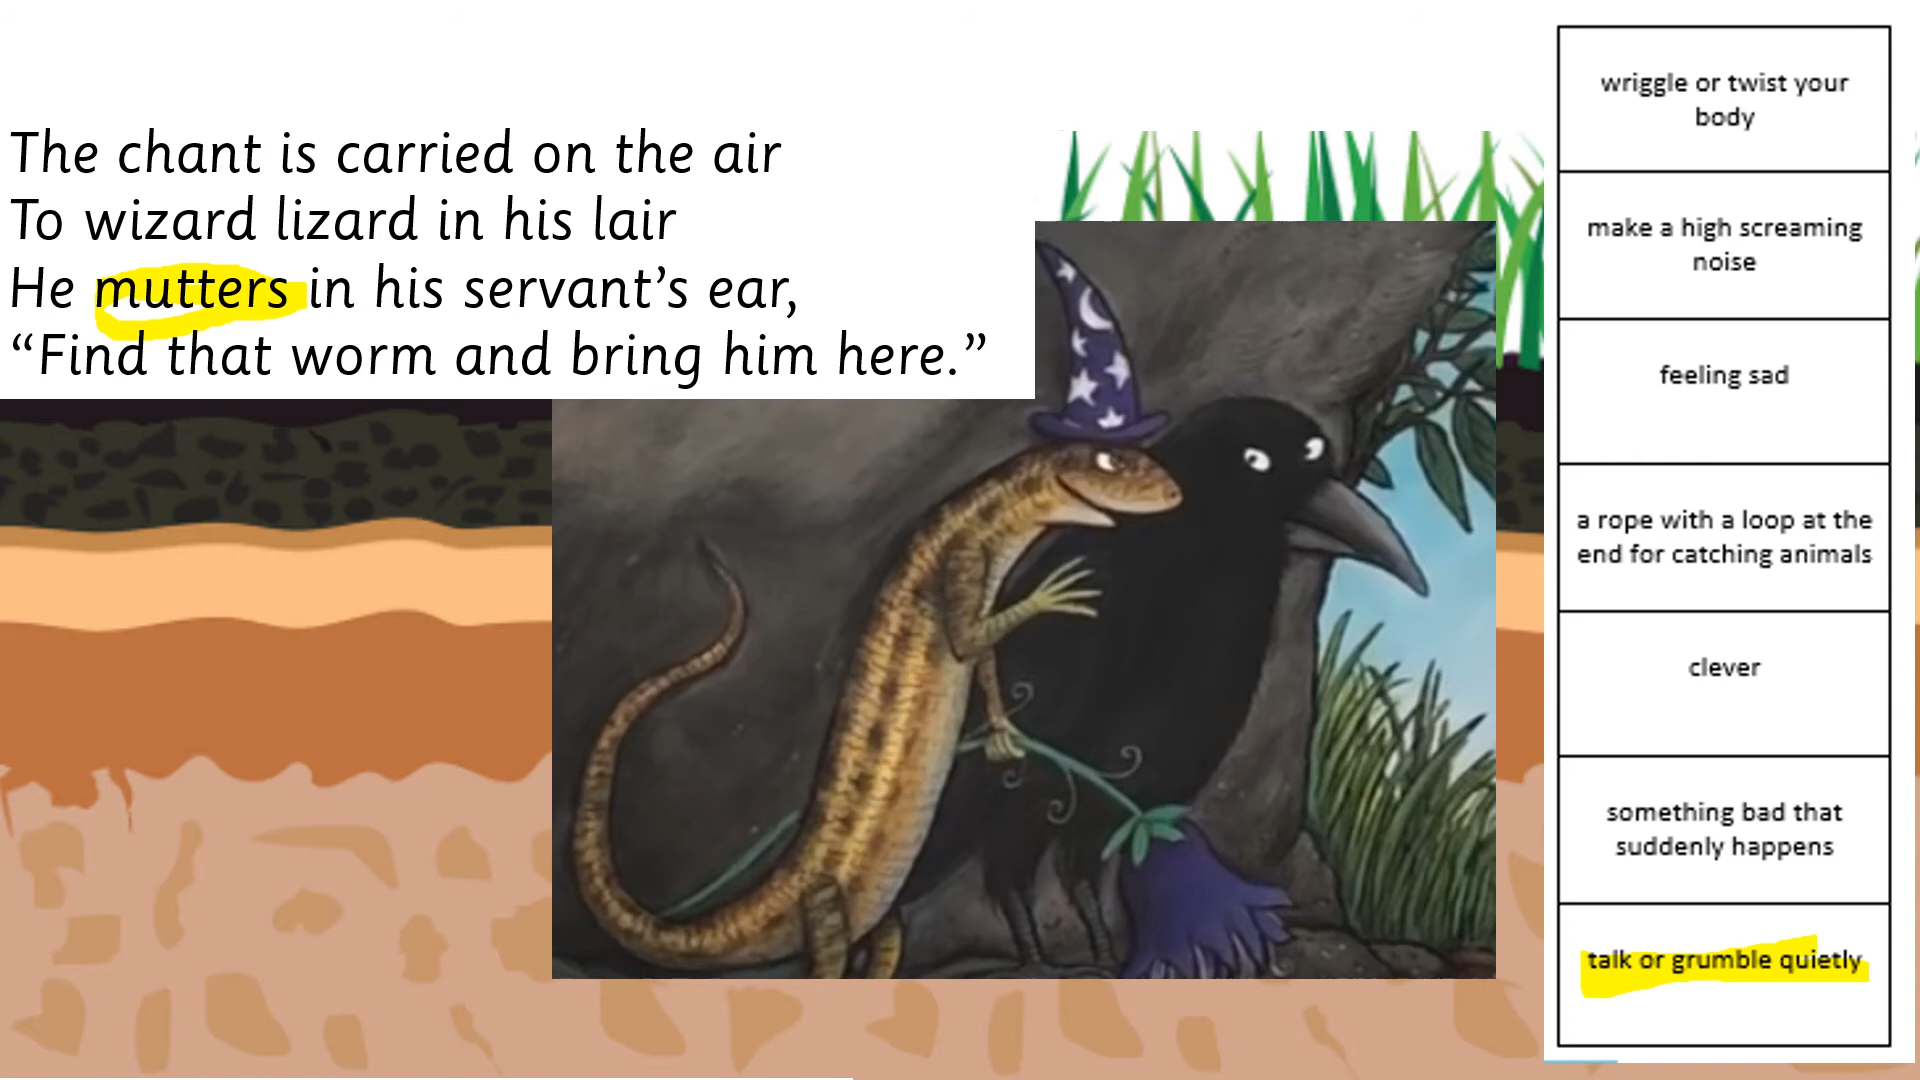 The chant is carried on the air
To wizard lizard in his lair
He mutters in his servant’s ear,
“Find that worm and bring him here.”
wriggle or twist your
body
make a high screaming
noise
feeling sad
a rope with a loop at the
end for catching animals
clever
something bad that
suddenly happens
talk or grumble quietly